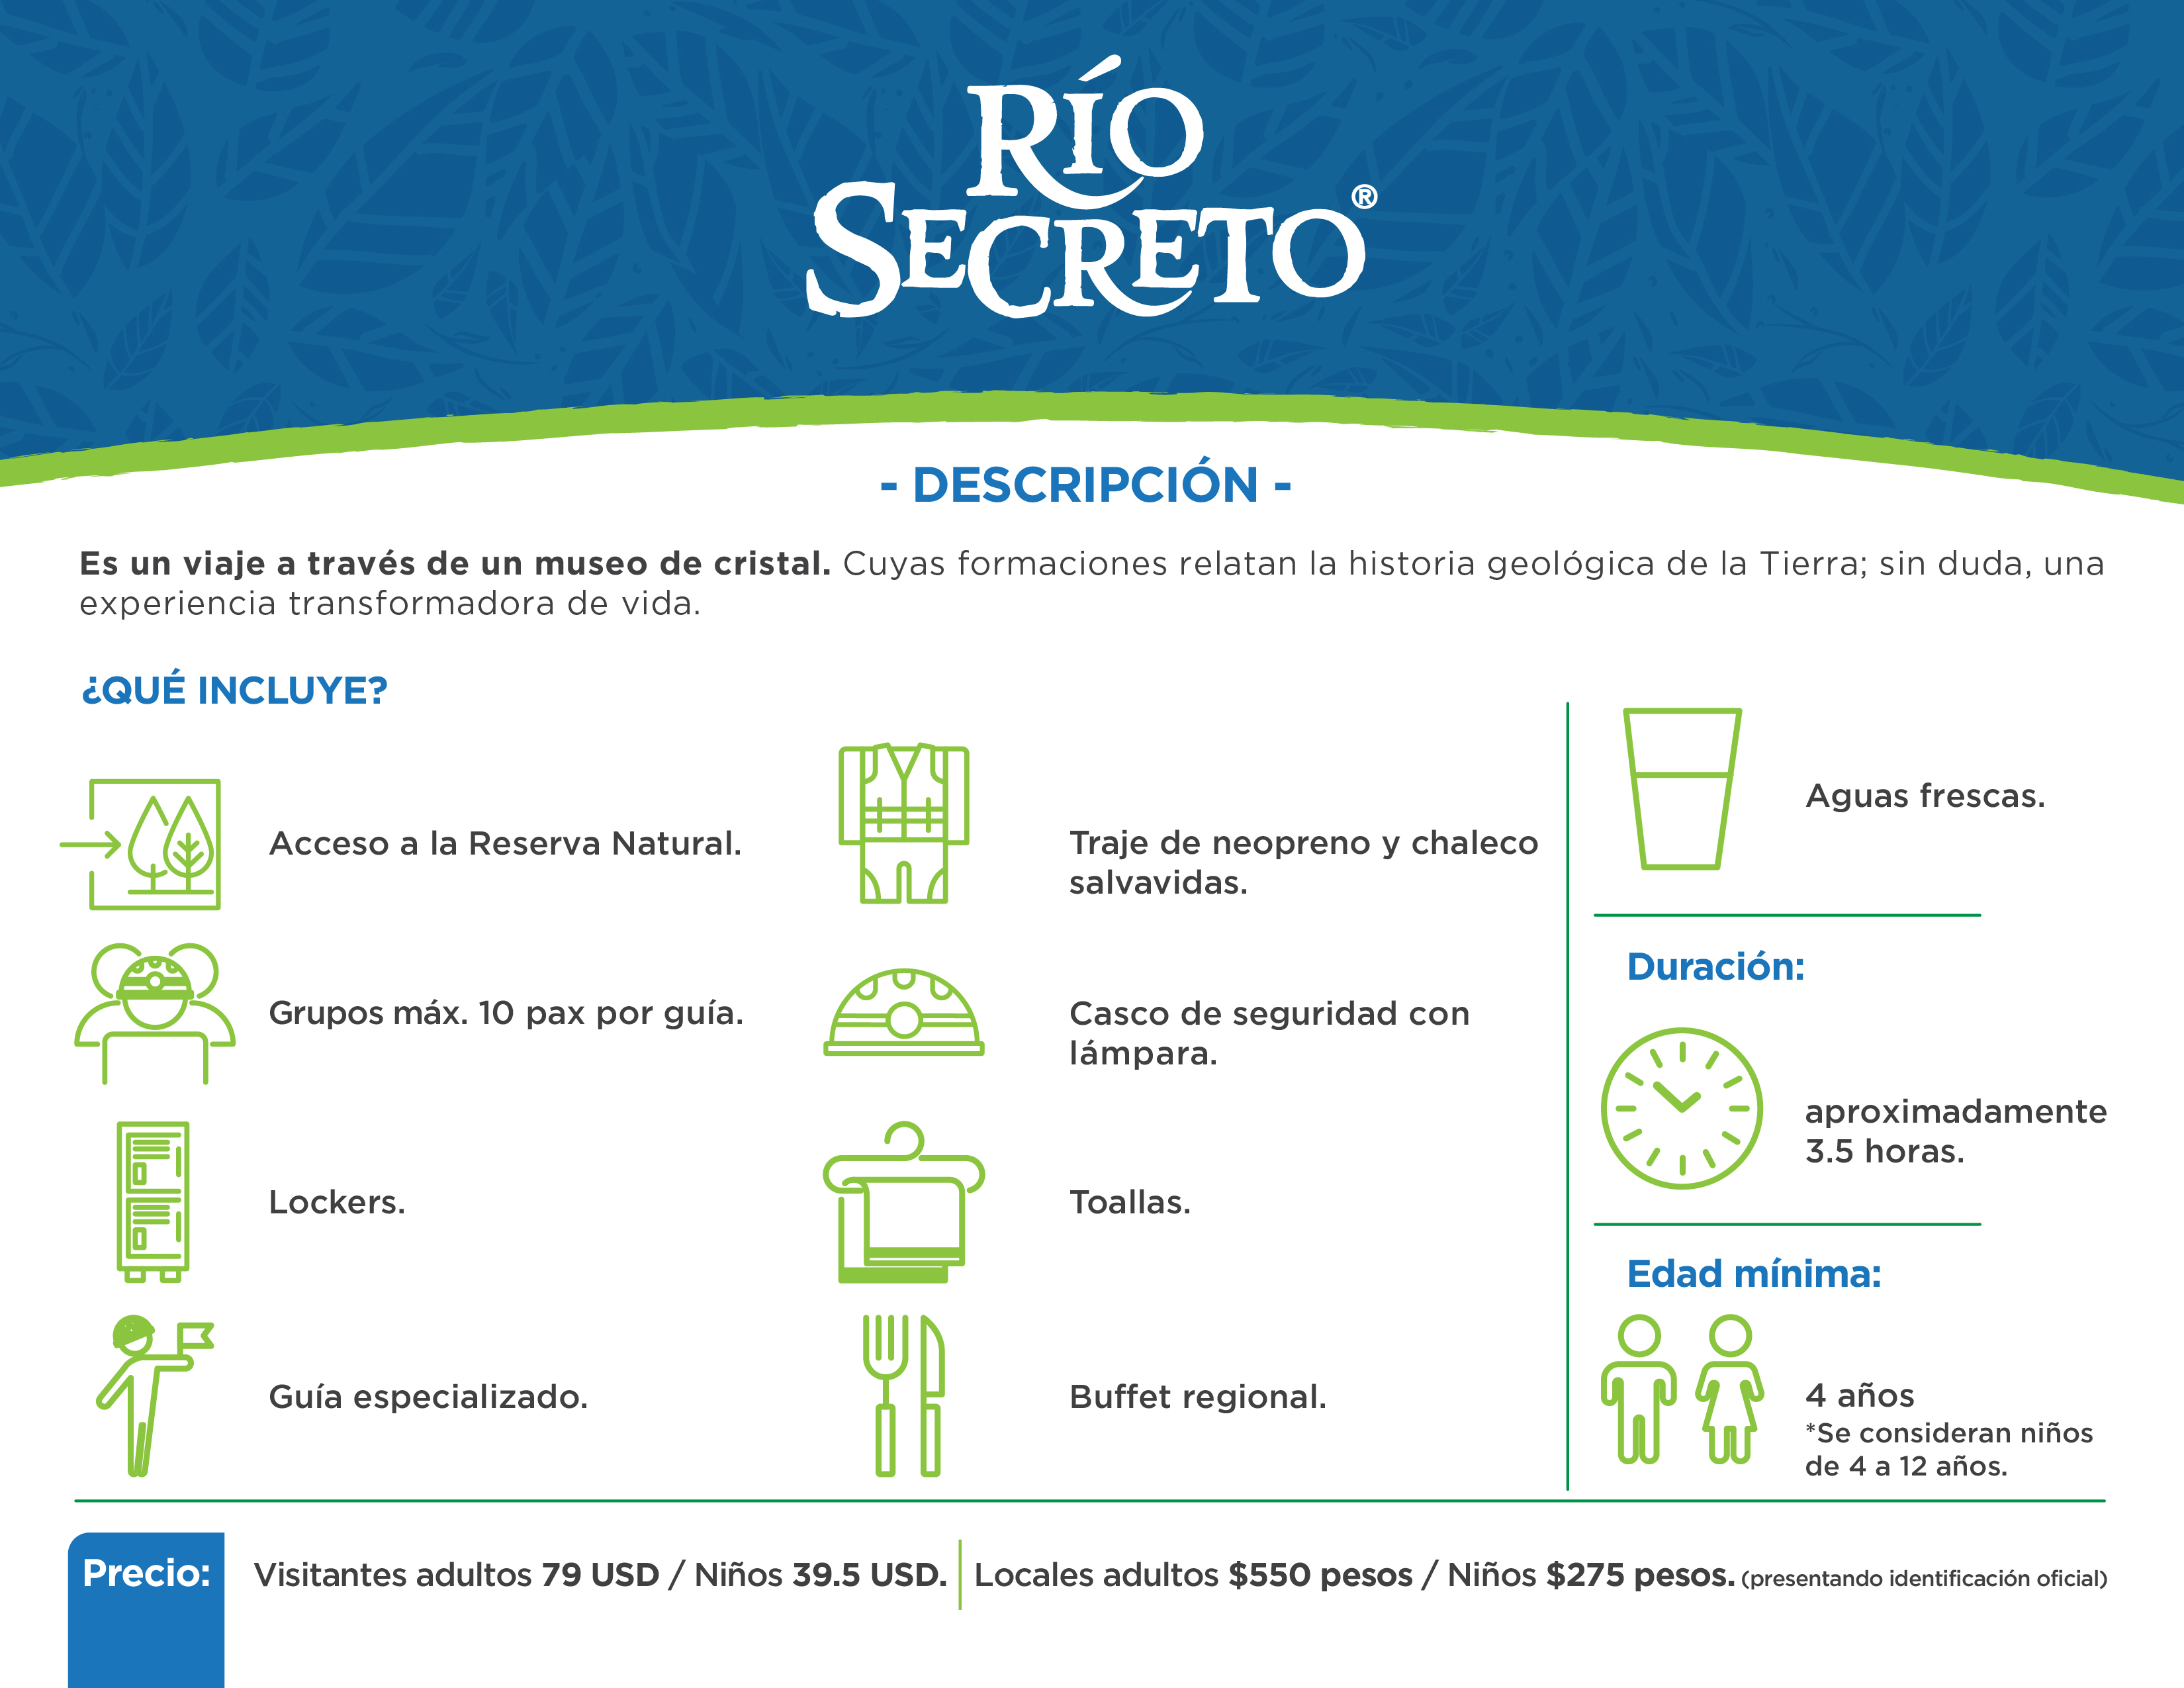 RÍO
SECRETO®
- DESCRIPCIÓN -
Es un viaje a través de un museo de cristal. Cuyas formaciones relatan la historia geológica de la Tierra; sin duda, una
experiencia transformadora de vida.
¿QUÉ INCLUYE?
Acceso a la Reserva Natural.
Grupos máx. 10 pax por guía.
Lockers.
Guía especializado.
Traje de neopreno y chaleco
salvavidas.
Casco de seguridad con
lámpara.
Toallas.
Buffet regional.
Aguas frescas.
Duración:
aproximadamente
3.5 horas.
Edad mínima:
4 años
*Se consideran niños
de 4 a 12 años.
Precio:
Visitantes adultos 79 USD / Niños 39.5 USD.
Locales adultos $550 pesos / Niños $275 pesos. (presentando identificación oficial)